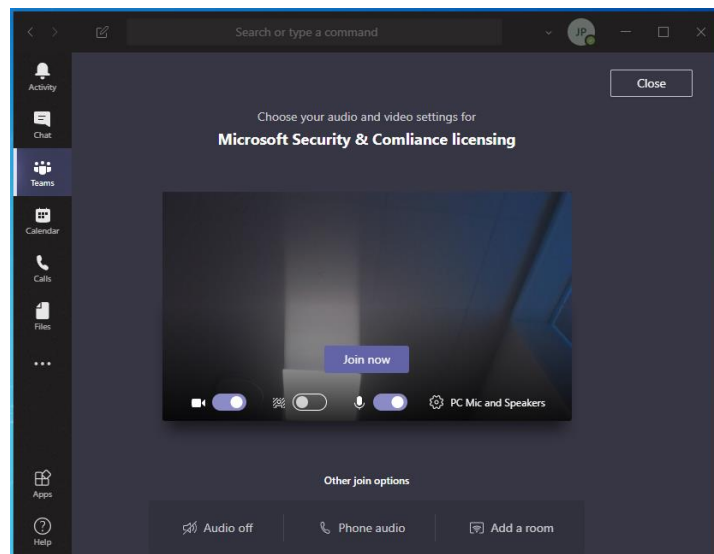 Search or type a command
JP
Activity
Chat
Teams
Calendar
Calls
Files
Apps
Help
Close
Choose your audio and video settings for
Microsoft Security & Comliance licensing
Join now
PC Mic and Speakers
Other join options
Audio off
Phone audio
Add a room